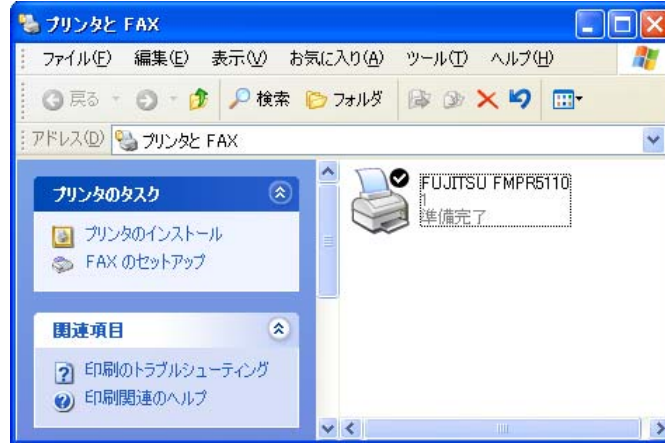 プリンタと FAX
ファイル(F) 編集(E) 表示(V) お気に入り(A) ツール(T) ヘルプ(H)
戻る 検索 フォルダ
アドレス(D) プリンタと FAX
プリンタのタスク
プリンタのインストール
FAX のセットアップ
関連項目
印刷のトラブルシューティング
印刷関連のヘルプ
FUJITSU FMPR5110
1
準備完了